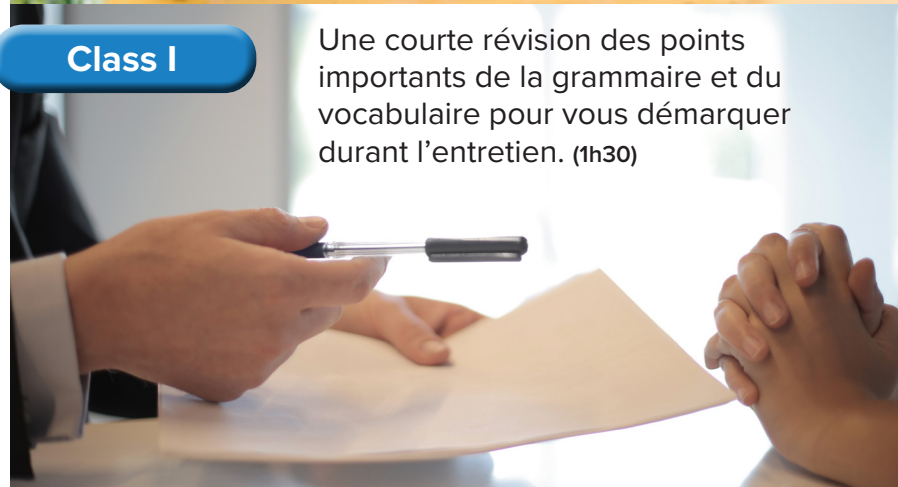 Class I
Une courte révision des points
importants de la grammaire et du
vocabulaire pour vous démarquer
durant l'entretien. (1h30)